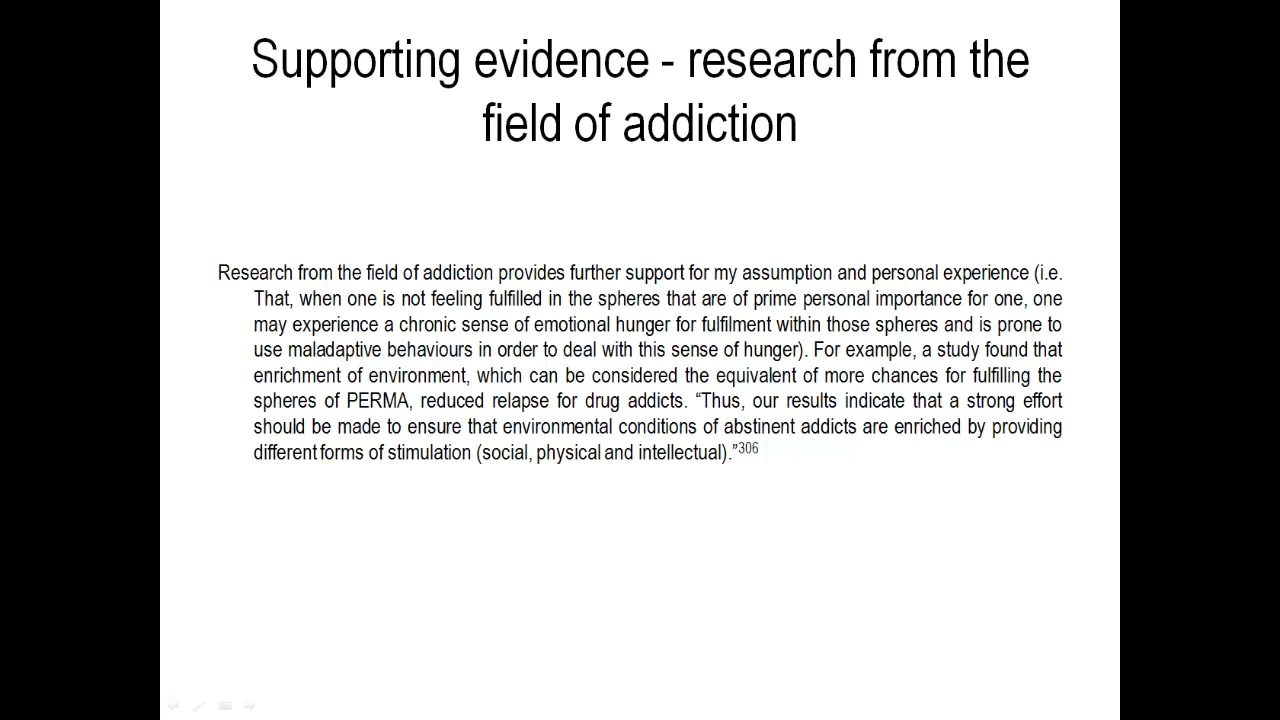 Supporting evidence - research from the
field of addiction
Research from the field of addiction provides further support for my assumption and personal experience (i.e.
That, when one is not feeling fulfilled in the spheres that are of prime personal importance for one, one
may experience a chronic sense of emotional hunger for fulfilment within those spheres and is prone to
use maladaptive behaviours in order to deal with this sense of hunger). For example, a study found that
enrichment of environment, which can be considered the equivalent of more chances for fulfilling the
spheres of PERMA, reduced relapse for drug addicts. “Thus, our results indicate that a strong effort
should be made to ensure that environmental conditions of abstinent addicts are enriched by providing
different forms of stimulation (social, physical and intellectual).”306